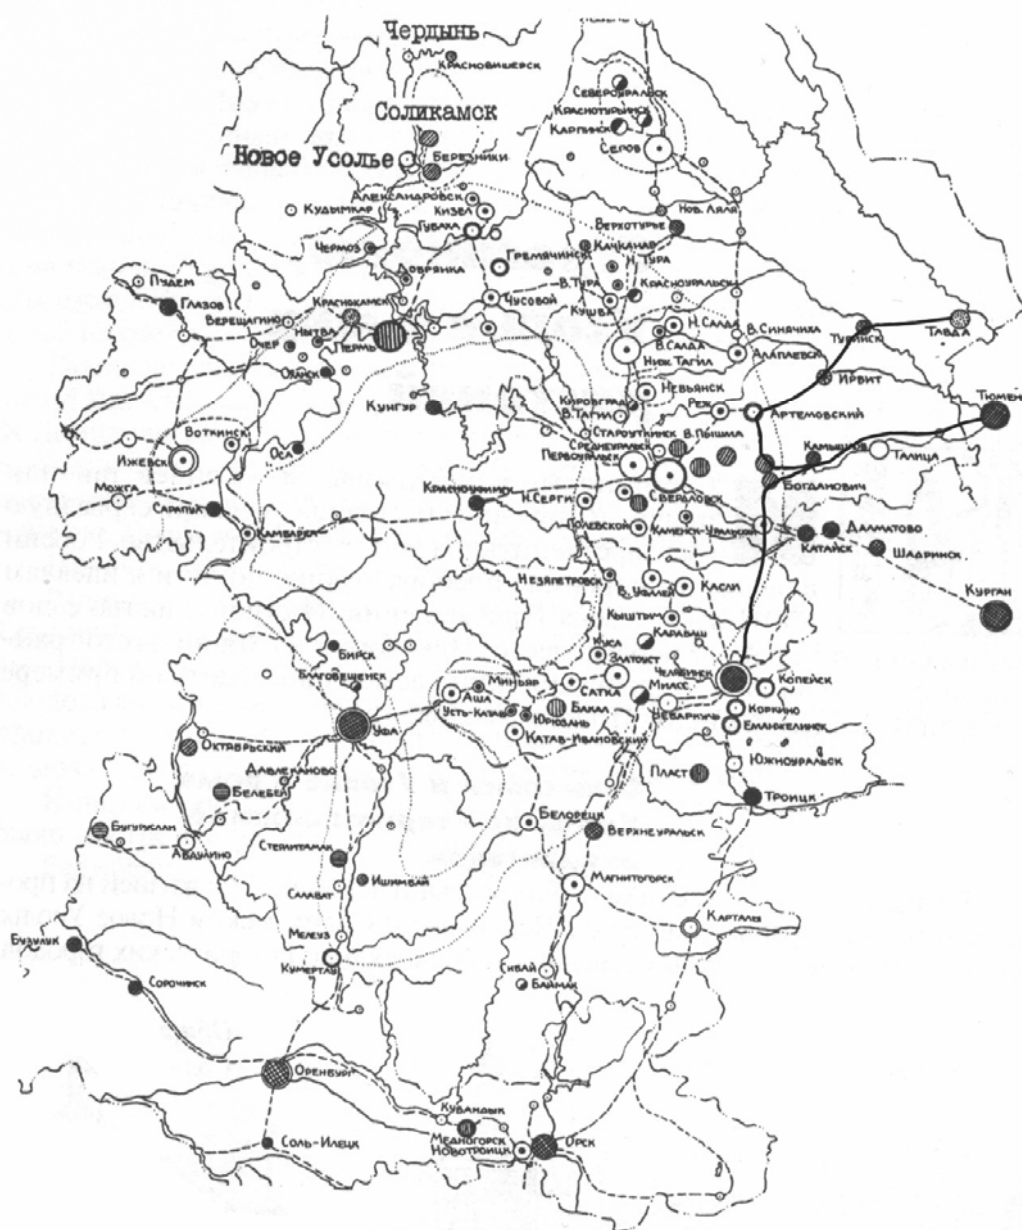 Чердынь
Красновишерск
Североуральск
Краснотурьинск
Карпинск
Серов
Соликамск
Новое Усолье
Березники
Александровск
Кизел
Кудымкар
Губаха
Нов. Ляля
Верхотурье
Чермоз
Качканар
Гремячинск
Н. Тура
Добрянка
Пудем
В. Тура
Красноуральск
Глазов
Краснокамск
Чусовой
Кушва
Верещагино
Нытва
Н. Салда
В. Синячиха
Туринск
Тавда
Очер
Пермь
В. Салда
Ниж. Тагил
Алапаевск
Оханск
Ирбит
Невьянск
Кировград
Реж
Тюмен
Кунгур
В. Тагил
Артемовский
Воткинск
Староуткинск
В. Пышма
Оса
Среднеуральск
Камышлов
Ижевск
Первоуральск
Талица
Можга
Красноуфимск
Свердловск
Богданович
Н. Серги
Сарапул
Полевской
Каменск-Уральск
Далматово
Камбарка
Катайск
Шадринск
Нязепетровск
В. Уфалей
Касли
Курган
Кыштым
Бирск
Куса
Карабаш
Златоуст
Челябинск
Благовещенск
Миньяр
Миасс
Копейск
Аша
Сатка
Усть-Катав
Бакал
Чебаркуль
Коркино
Уфа
Юрюзань
Еманжелинск
Октябрьский
Катав-Ивановский
Давлеканово
Южноуральск
Пласт
Белебей
Троицк
Белорецк
Бугуруслан
Верхнеуральск
Абдулино
Стерлитамак
Ишимбай
Магнитогорск
Салават
Карталы
Мелеуз
Бузулук
Кумертау
Сибай
Баймак
Сорочинск
Оренбург
Кувандык
Соль-Илецк
Медногорск
Орск
Новотроицк